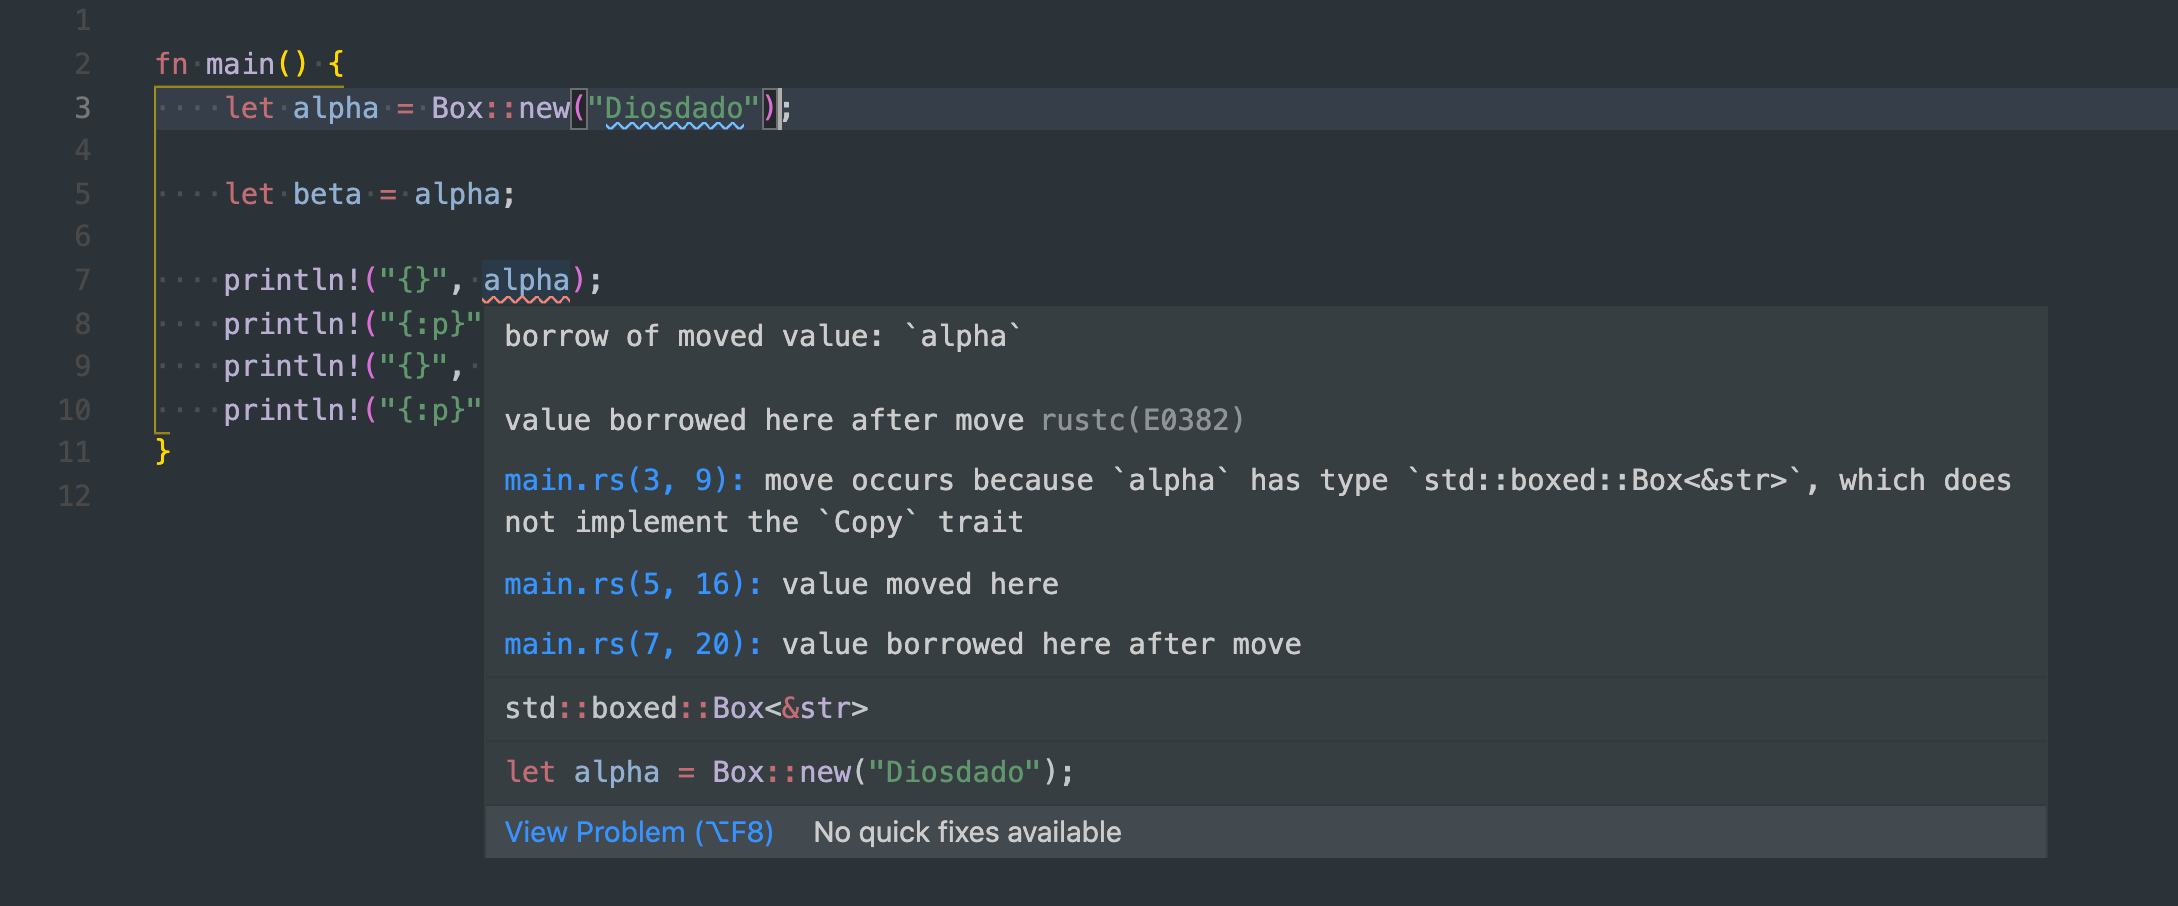 1
2 fn main() {
3 let alpha = Box::new("Diosdado");
4
5 let beta = alpha;
6
7 println!("{}", alpha);
8 println!("{:p}"
9 println!("{}",
10 println!("{:p}"
11 }
12
borrow of moved value: `alpha`
value borrowed here after move rustc(E0382)
main.rs(3, 9): move occurs because `alpha` has type `std::boxed::Box<&str>`, which does
not implement the `Copy` trait
main.rs(5, 16): value moved here
main.rs(7, 20): value borrowed here after move
std::boxed::Box<&str>
let alpha = Box::new("Diosdado");
View Problem (⌥F8) No quick fixes available